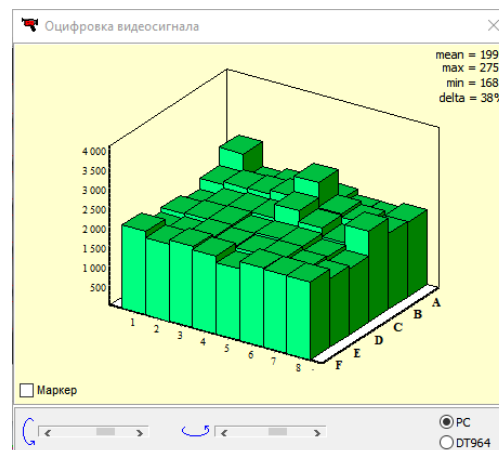 Оцифровка видеосигнала
mean = 199
max = 275
min = 168
delta = 38%
4 000
3 500
3 000
2 500
2 000
1 500
1 000
500
1 2 3 4 5 6 7 8
F E D C B A
Маркер
PC
DT964